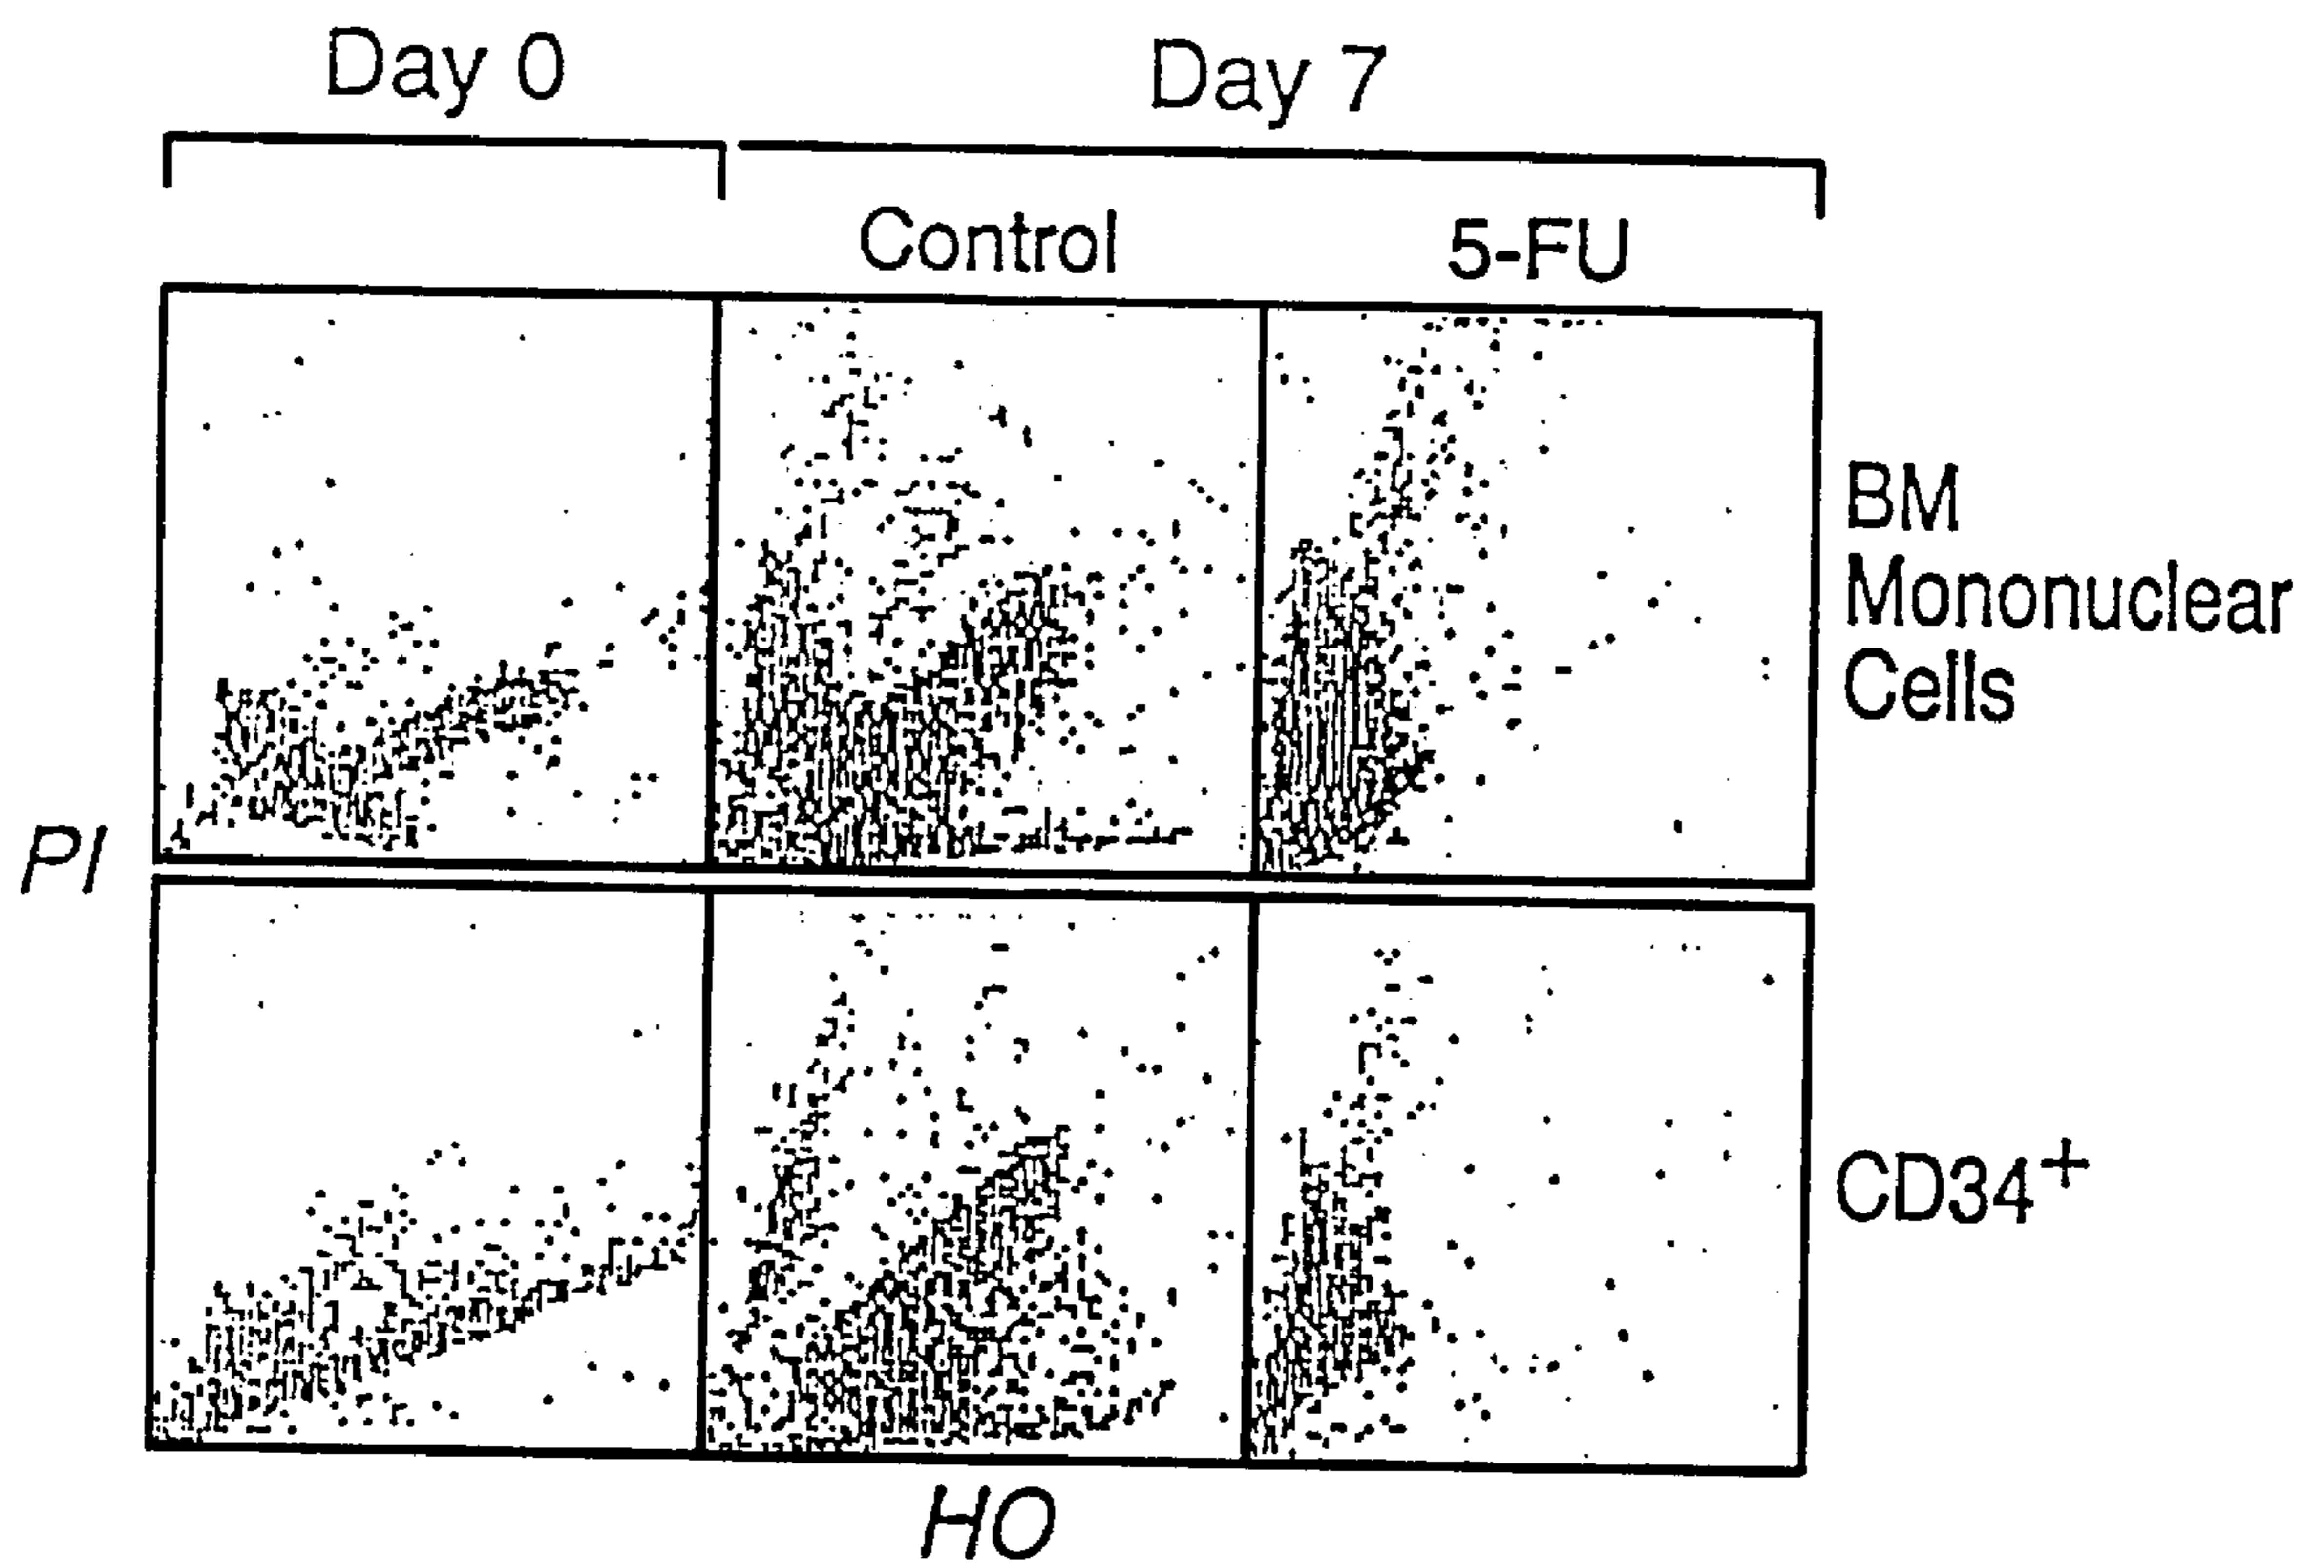 Day 0
Day 7
Control
5-FU
BM
Mononuclear
Cells
PI
CD34+
HO